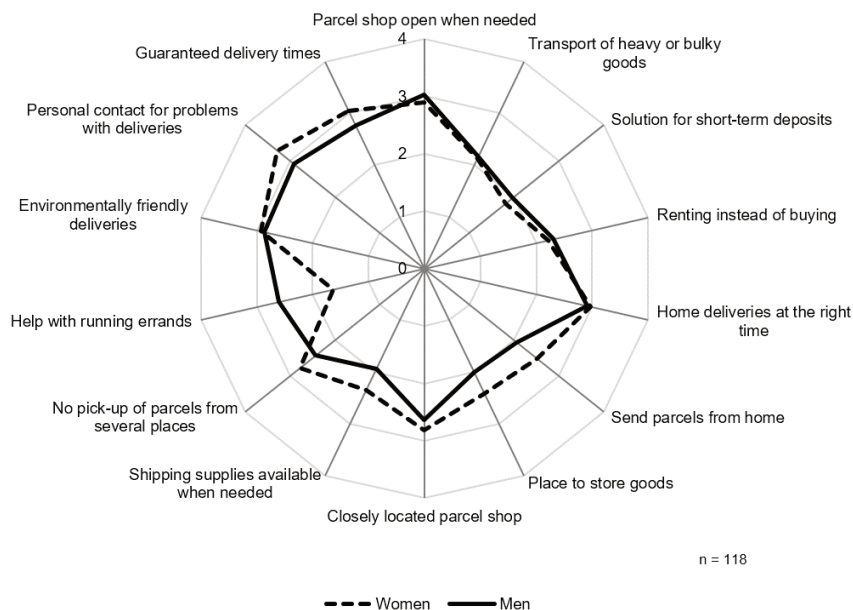 Parcel shop open when needed
4
Guaranteed delivery times
Transport of heavy or bulky
goods
3
Personal contact for problems
with deliveries
Solution for short-term deposits
2
Environmentally friendly
deliveries
Renting instead of buying
1
0
Help with running errands
Home deliveries at the right
time
No pick-up of parcels from
several places
Send parcels from home
Shipping supplies available
when needed
Place to store goods
Closely located parcel shop
n = 118
Women Men